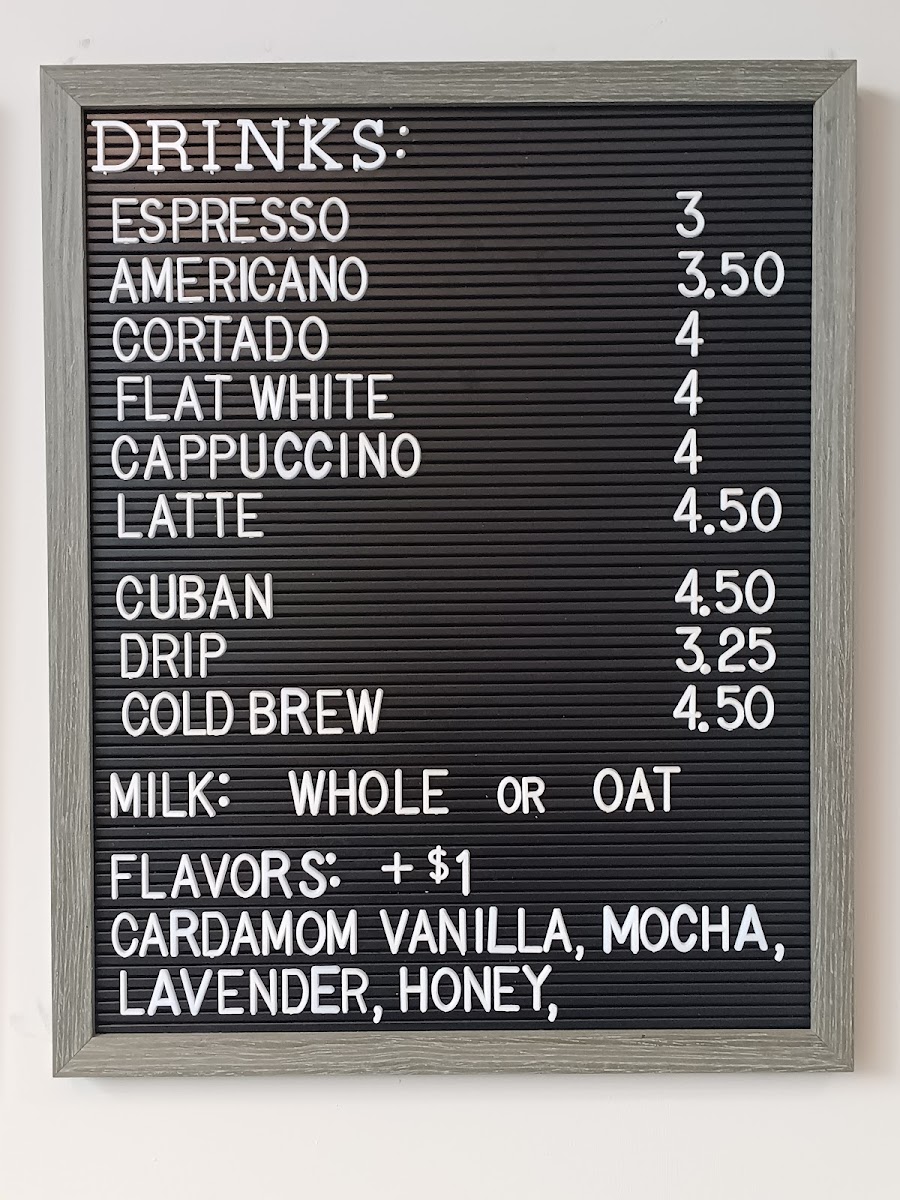 DRINKS:
ESPRESSO 3
AMERICANO 3.50
CORTADO 4
FLAT WHITE 4
CAPPUCCINO 4
LATTE 4.50
CUBAN 4.50
DRIP 3.25
COLD BREW 4.50
MILK: WHOLE OR OAT
FLAVORS: +$1
CARDAMOM VANILLA, MOCHA,
LAVENDER, HONEY,